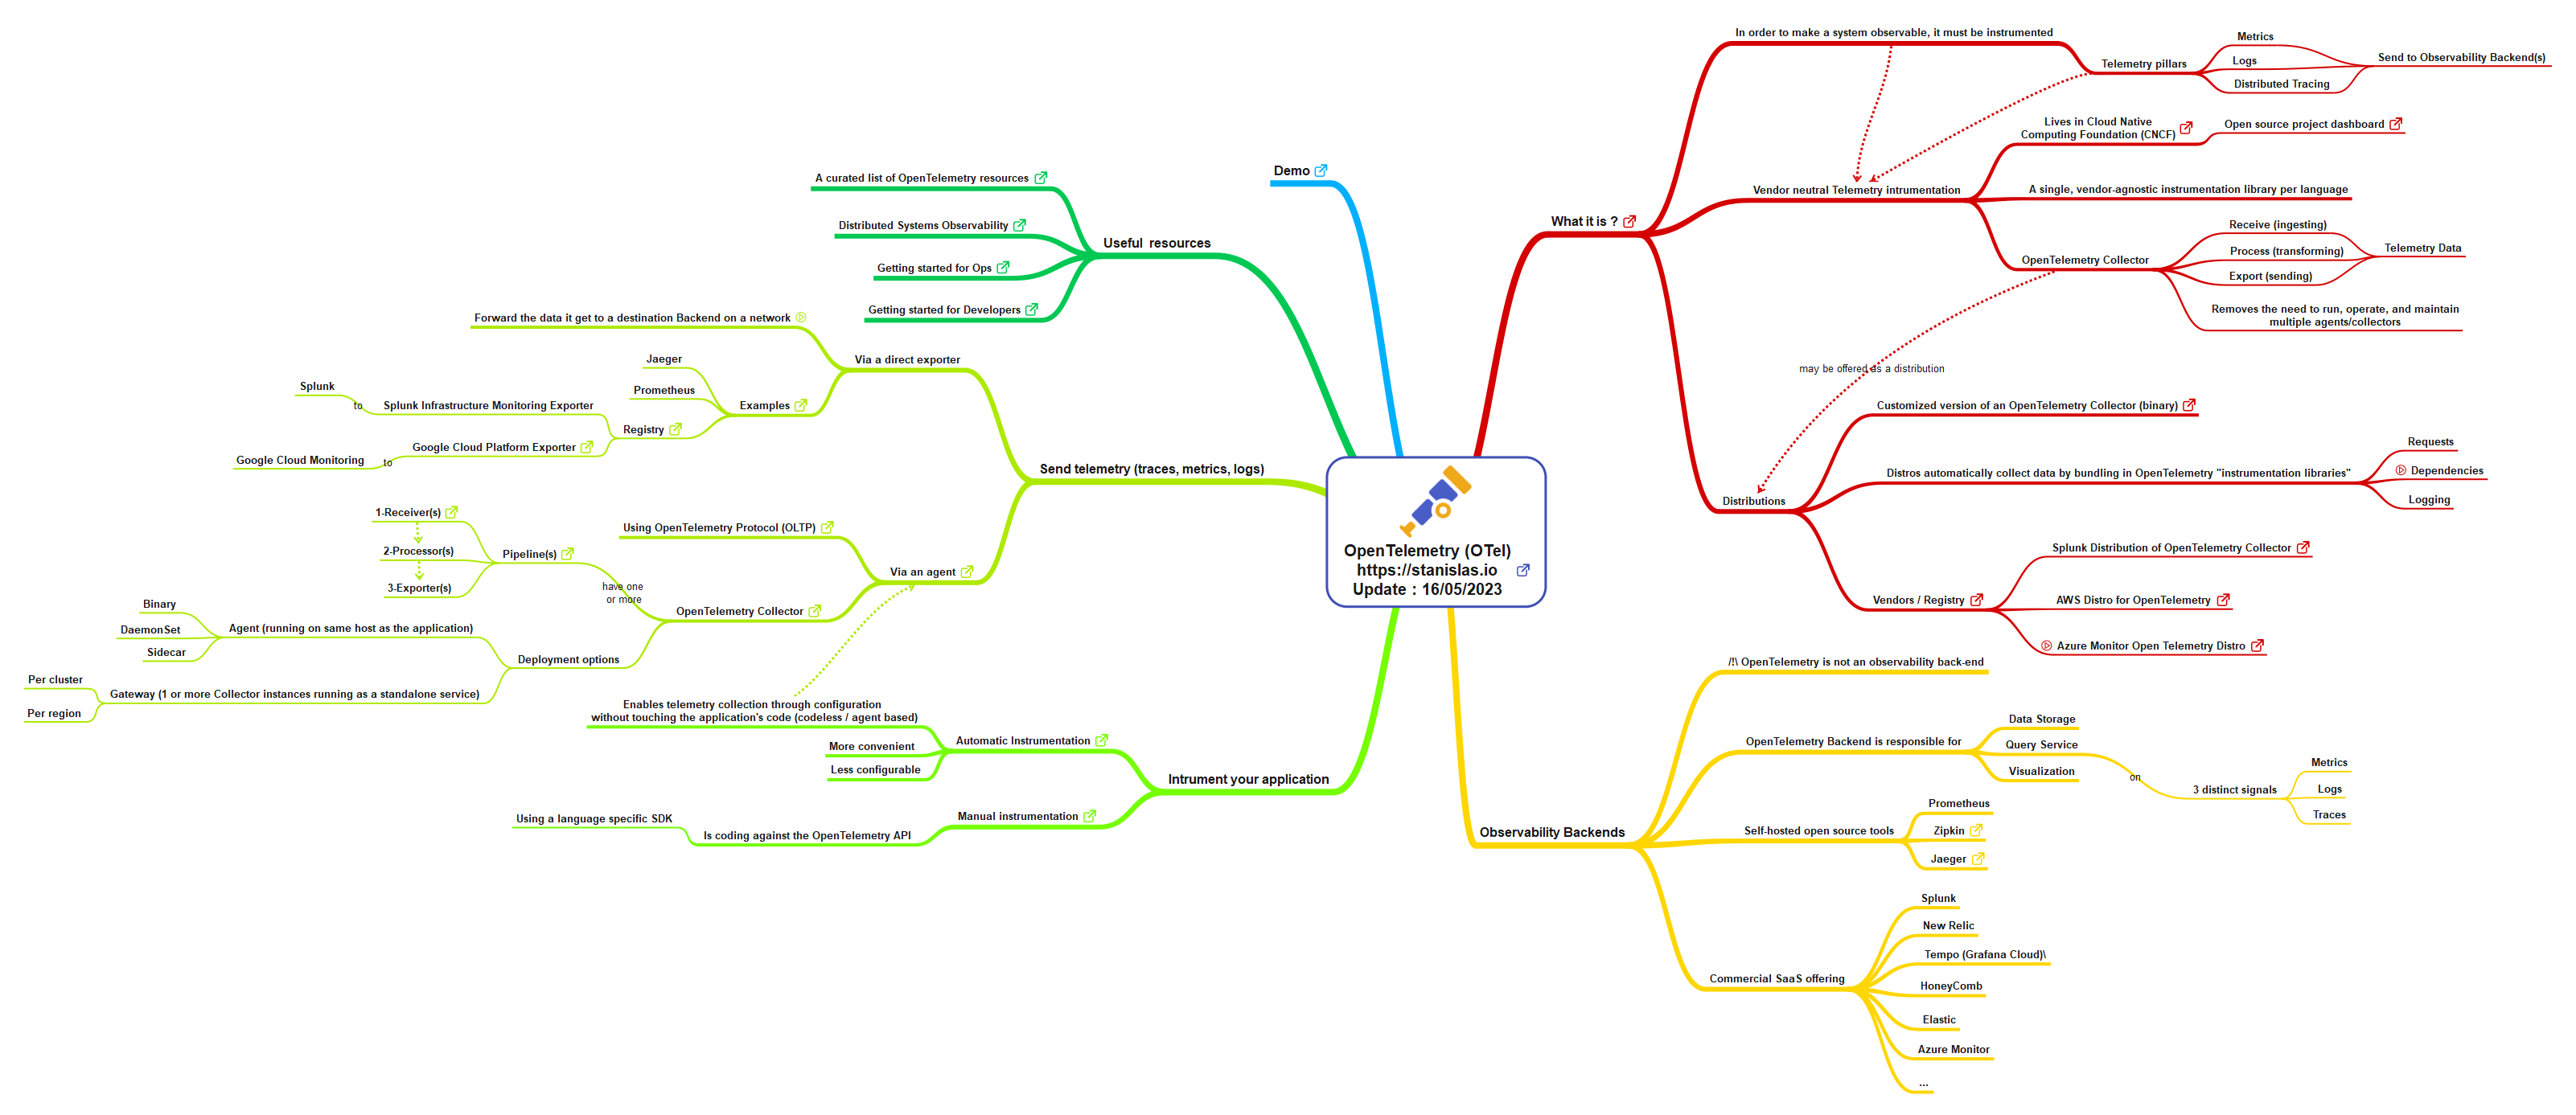 OpenTelemetry (OTel)
https://stanislas.io
Update : 16/05/2023
What it is ?
In order to make a system observable, it must be instrumented
Telemetry pillars
Metrics
Logs
Distributed Tracing
Send to Observability Backend(s)
Vendor neutral Telemetry intrumentation
Lives in Cloud Native
Computing Foundation (CNCF)
Open source project dashboard
A single, vendor-agnostic instrumentation library per language
OpenTelemetry Collector
Receive (ingesting)
Process (transforming)
Export (sending)
Telemetry Data
Removes the need to run, operate, and maintain
multiple agents/collectors
may be offered as a distribution
Distributions
Customized version of an OpenTelemetry Collector (binary)
Distros automatically collect data by bundling in OpenTelemetry "instrumentation libraries"
Requests
Dependencies
Logging
Vendors / Registry
Splunk Distribution of OpenTelemetry Collector
AWS Distro for OpenTelemetry
Azure Monitor Open Telemetry Distro
Observability Backends
/!\ OpenTelemetry is not an observability back-end
OpenTelemetry Backend is responsible for
Data Storage
Query Service
Visualization
on
3 distinct signals
Metrics
Logs
Traces
Self-hosted open source tools
Prometheus
Zipkin
Jaeger
Commercial SaaS offering
Splunk
New Relic
Tempo (Grafana Cloud)\
HoneyComb
Elastic
Azure Monitor
...
Demo
Useful  resources
A curated list of OpenTelemetry resources
Distributed Systems Observability
Getting started for Ops
Getting started for Developers
Send telemetry (traces, metrics, logs)
Via a direct exporter
Forward the data it get to a destination Backend on a network
Examples
Jaeger
Prometheus
Registry
Splunk Infrastructure Monitoring Exporter
to
Splunk
Google Cloud Platform Exporter
to
Google Cloud Monitoring
Via an agent
Using OpenTelemetry Protocol (OLTP)
OpenTelemetry Collector
have one
or more
Pipeline(s)
1-Receiver(s)
2-Processor(s)
3-Exporter(s)
Deployment options
Agent (running on same host as the application)
Binary
DaemonSet
Sidecar
Gateway (1 or more Collector instances running as a standalone service)
Per cluster
Per region
Intrument your application
Automatic Instrumentation
Enables telemetry collection through configuration
without touching the application's code (codeless / agent based)
More convenient
Less configurable
Manual instrumentation
Is coding against the OpenTelemetry API
Using a language specific SDK